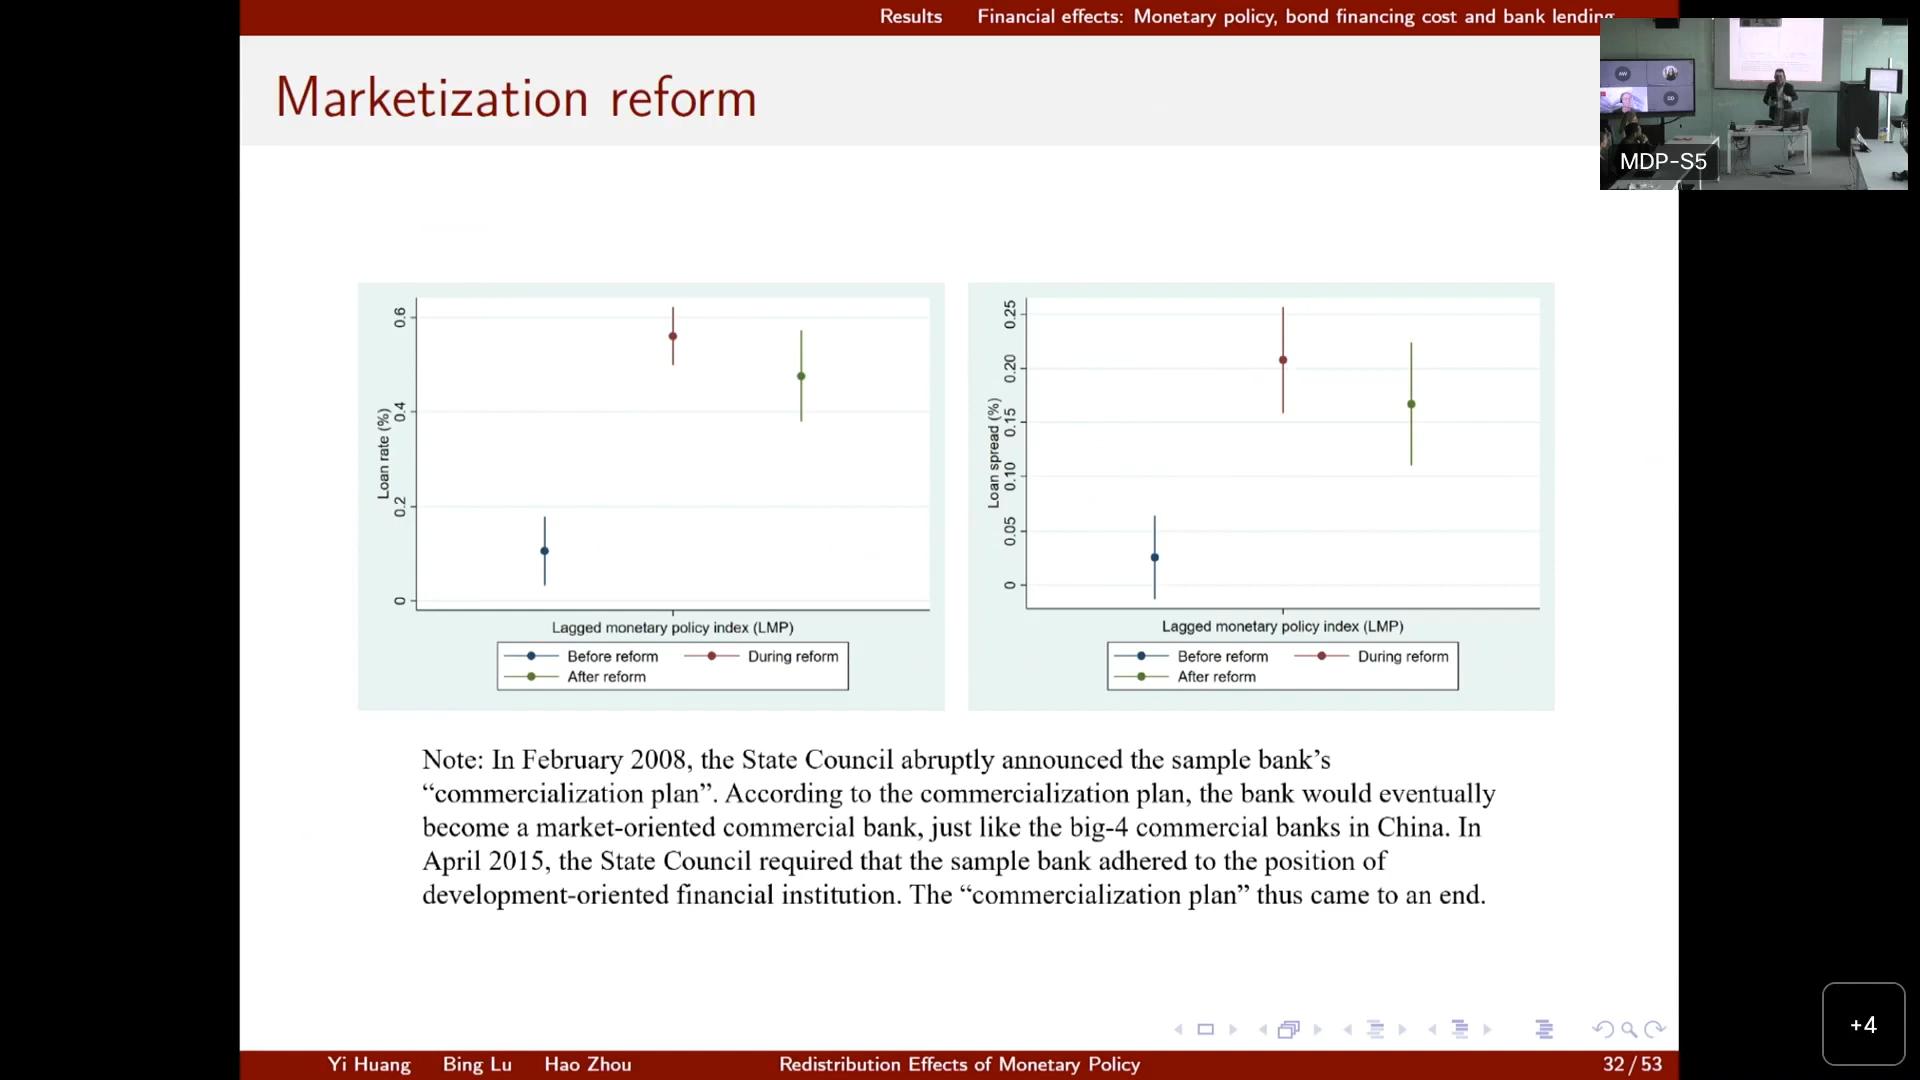 Results Financial effects: Monetary policy, bond financing cost and bank lending
Marketization reform
AW
DD
MDP-S5
Loan rate (%)
0.6
0.4
0.2
0
Lagged monetary policy index (LMP)
Before reform During reform
After reform
Loan spread (%)
0.25
0.20
0.15
0.10
0.05
0
Lagged monetary policy index (LMP)
Before reform During reform
After reform
Note: In February 2008, the State Council abruptly announced the sample bank’s
“commercialization plan”. According to the commercialization plan, the bank would eventually
become a market-oriented commercial bank, just like the big-4 commercial banks in China. In
April 2015, the State Council required that the sample bank adhered to the position of
development-oriented financial institution. The “commercialization plan” thus came to an end.
+4
Yi Huang Bing Lu Hao Zhou Redistribution Effects of Monetary Policy 32 / 53